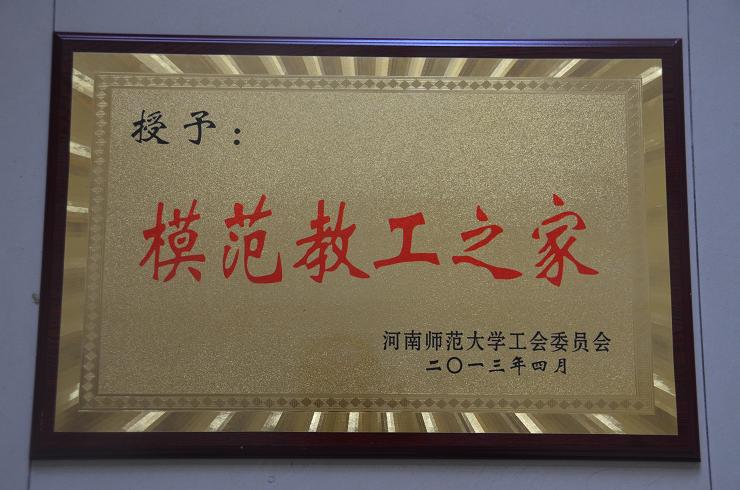 授予：
模范教工之家
河南师范大学工会委员会
二〇一三年四月